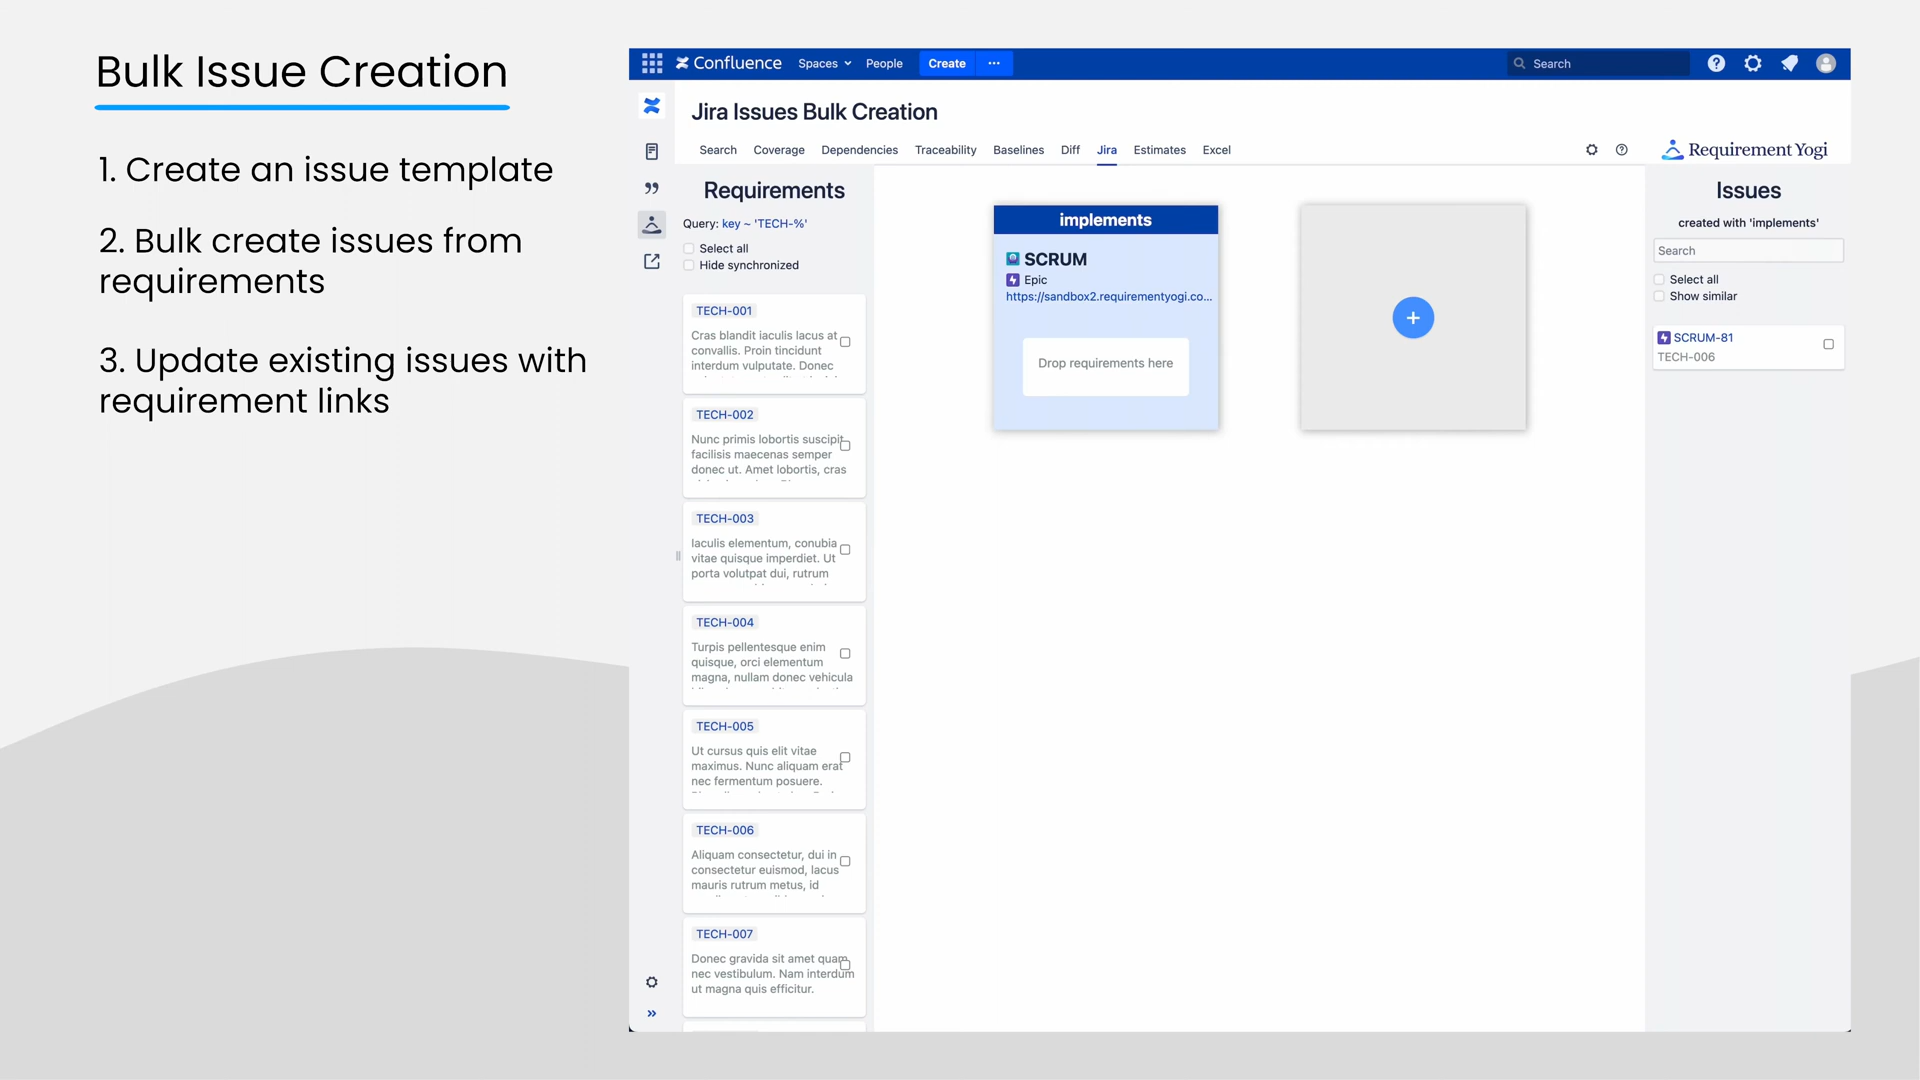 Bulk Issue Creation
1. Create an issue template
2. Bulk create issues from
requirements
3. Update existing issues with
requirement links
Confluence
Spaces
People
Create
Search
Jira Issues Bulk Creation
Search
Coverage
Dependencies
Traceability
Baselines
Diff
Jira
Estimates
Excel
Requirement Yogi
Requirements
Query: key ~ 'TECH-%'
Select all
Hide synchronized
TECH-001
Cras blandit iaculis lacus at
convallis. Proin tincidunt
interdum vulputate. Donec
TECH-002
Nunc primis lobortis suscipit
facilisis maecenas semper
donec ut. Amet lobortis, cras
TECH-003
Iaculis elementum, conubia
vitae quisque imperdiet. Ut
porta volutpat dui, rutrum
TECH-004
Turpis pellentesque enim
quisque, orci elementum
magna, nullam donec vehicula
TECH-005
Ut cursus quis elit vitae
maximus. Nunc aliquam erat
nec fermentum posuere.
TECH-006
Aliquam consectetur, dui in
consectetur euismod, lacus
mauris rutrum metus, id
TECH-007
Donec gravida sit amet quam
nec vestibulum. Nam interdum
ut magna quis efficitur.
implements
SCRUM
Epic
https://sandbox2.requirementyogi.co...
Drop requirements here
Issues
created with 'implements'
Search
Select all
Show similar
SCRUM-81
TECH-006